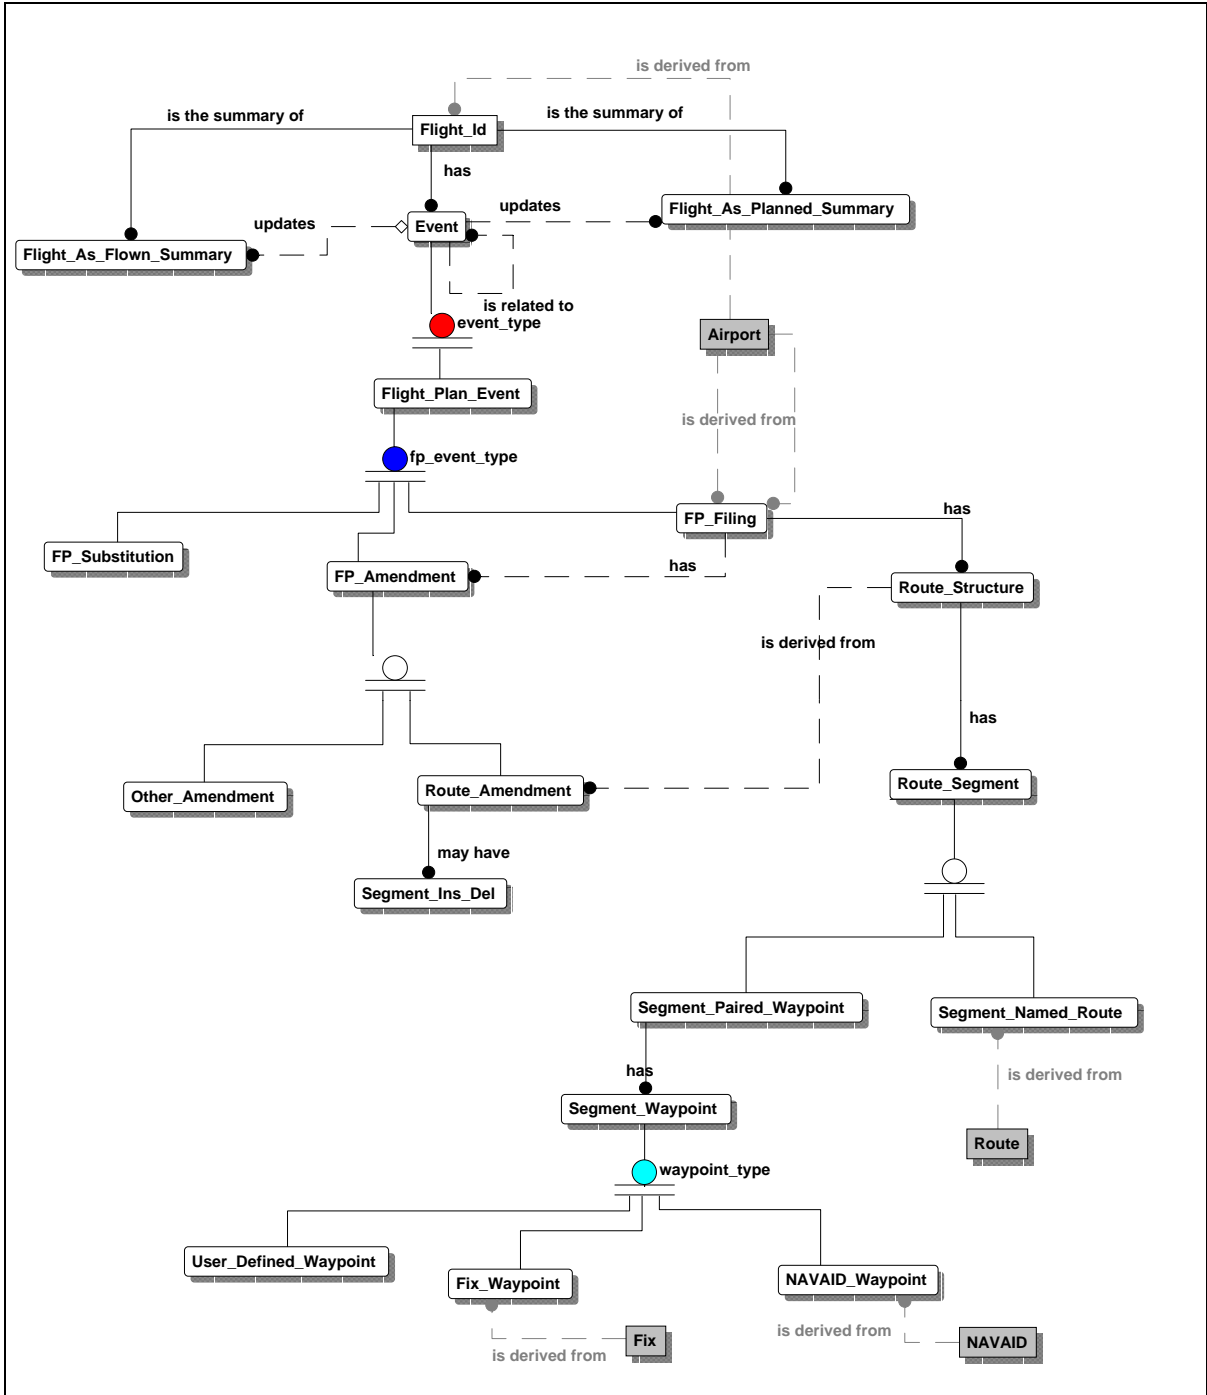 is derived from
is the summary of
is the summary of
Flight_Id
has
updates
updates
Flight_As_Planned_Summary
Event
Flight_As_Flown_Summary
is related to
event_type
Airport
Flight_Plan_Event
is derived from
fp_event_type
has
FP_Filing
FP_Substitution
has
FP_Amendment
Route_Structure
is derived from
has
Route_Segment
Other_Amendment
Route_Amendment
may have
Segment_Ins_Del
Segment_Paired_Waypoint
Segment_Named_Route
has
is derived from
Segment_Waypoint
Route
waypoint_type
User_Defined_Waypoint
Fix_Waypoint
NAVAID_Waypoint
is derived from
Fix
NAVAID
is derived from